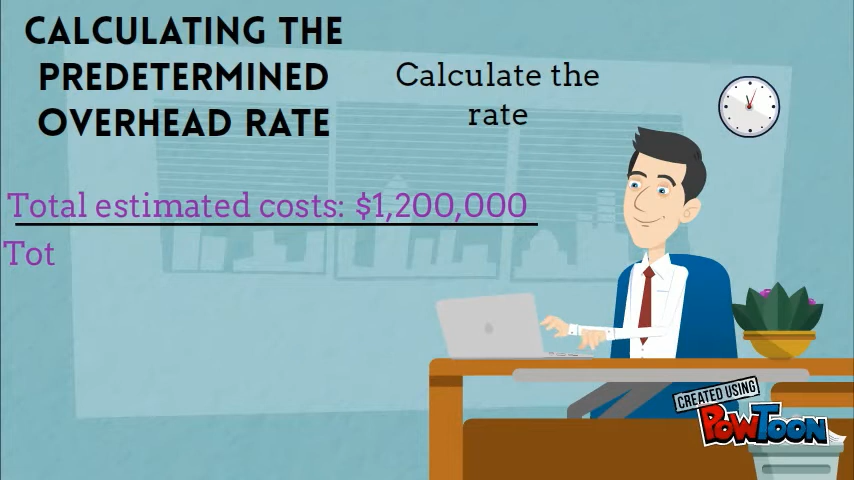 CALCULATING THE
PREDETERMINED
OVERHEAD RATE
Calculate the
rate
Total estimated costs: $1,200,000
Tot
CREATED USING
POWTOON